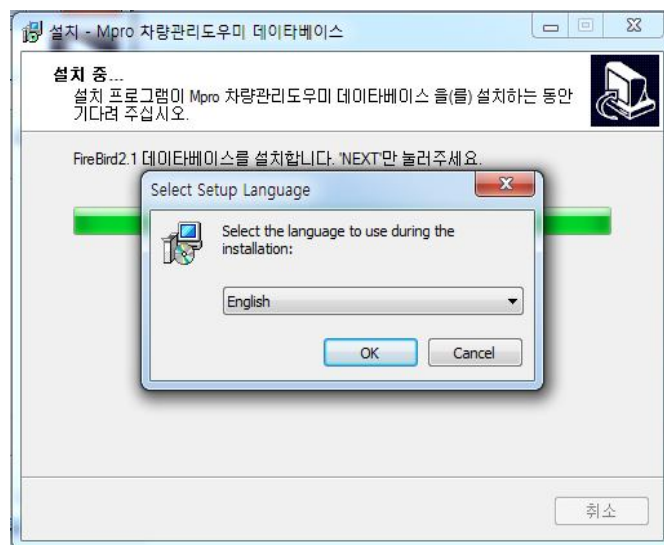 설치 - Mpro 차량관리도우미 데이타베이스
설치 중...
설치 프로그램이 Mpro 차량관리도우미 데이타베이스 을(를) 설치하는 동안
기다려 주십시오.
FireBird2.1 데이타베이스를 설치합니다. 'NEXT'만 눌러주세요.
Select Setup Language
Select the language to use during the
installation:
English
OK Cancel
취소